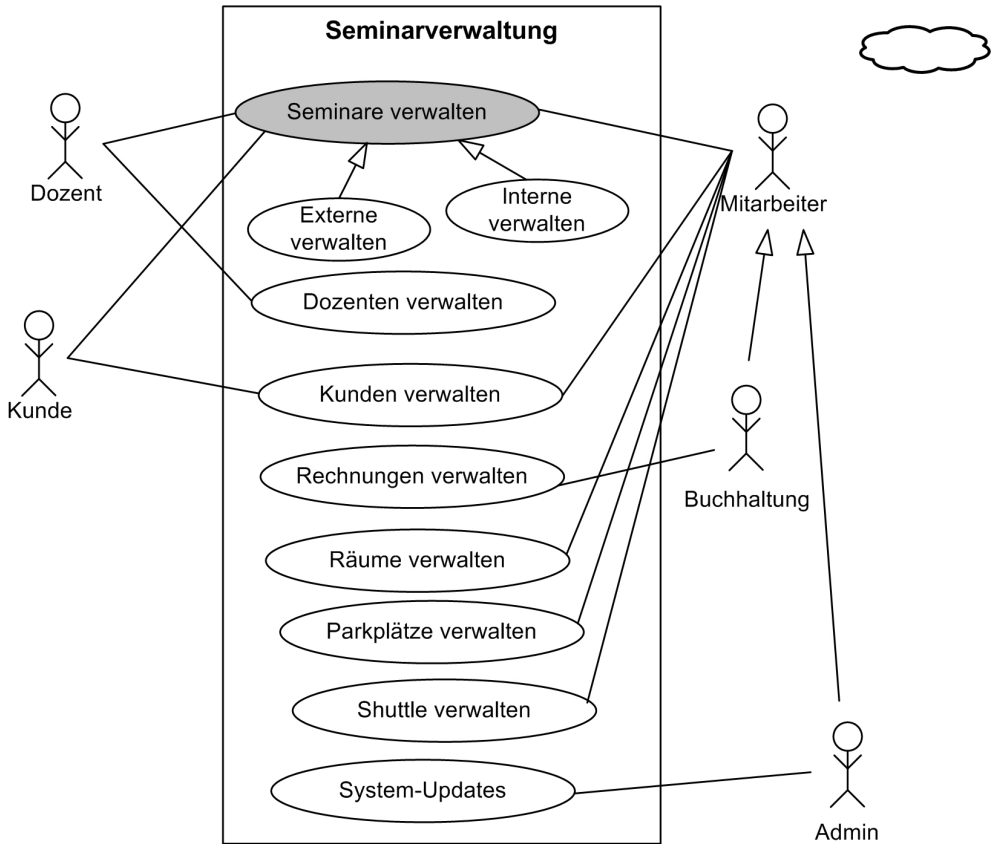 Seminarverwaltung
Seminare verwalten
Dozent
Mitarbeiter
Externe
verwalten
Interne
verwalten
Dozenten verwalten
Kunde
Kunden verwalten
Rechnungen verwalten
Buchhaltung
Räume verwalten
Parkplätze verwalten
Shuttle verwalten
System-Updates
Admin